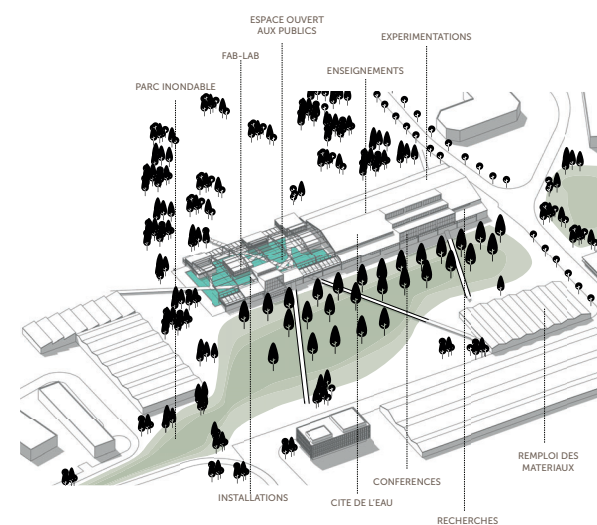 ESPACE OUVERT
AUX PUBLICS
EXPERIMENTATIONS
FAB-LAB
ENSEIGNEMENTS
PARC INONDABLE
REMPLOI DES
MATERIAUX
CONFERENCES
INSTALLATIONS
CITE DE L'EAU
RECHERCHES